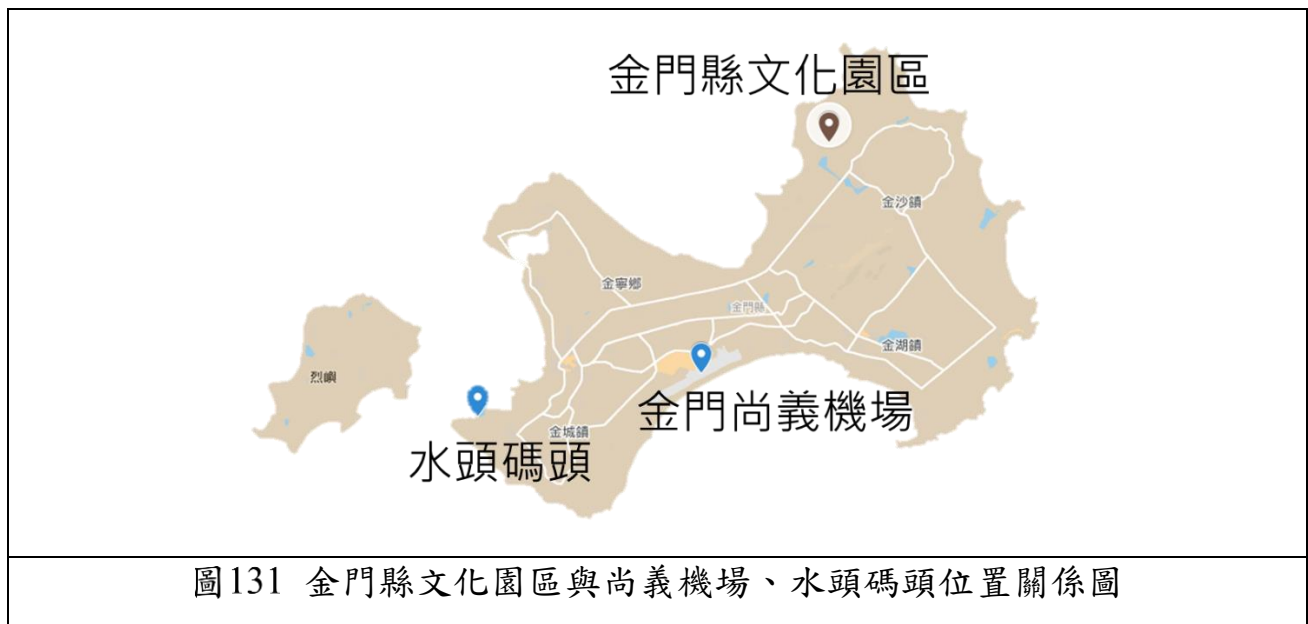 金門縣文化園區
金沙鎮
金寧鄉
金門縣
金湖鎮
烈嶼
金門尚義機場
金城鎮
水頭碼頭
圖131 金門縣文化園區與尚義機場、水頭碼頭位置關係圖